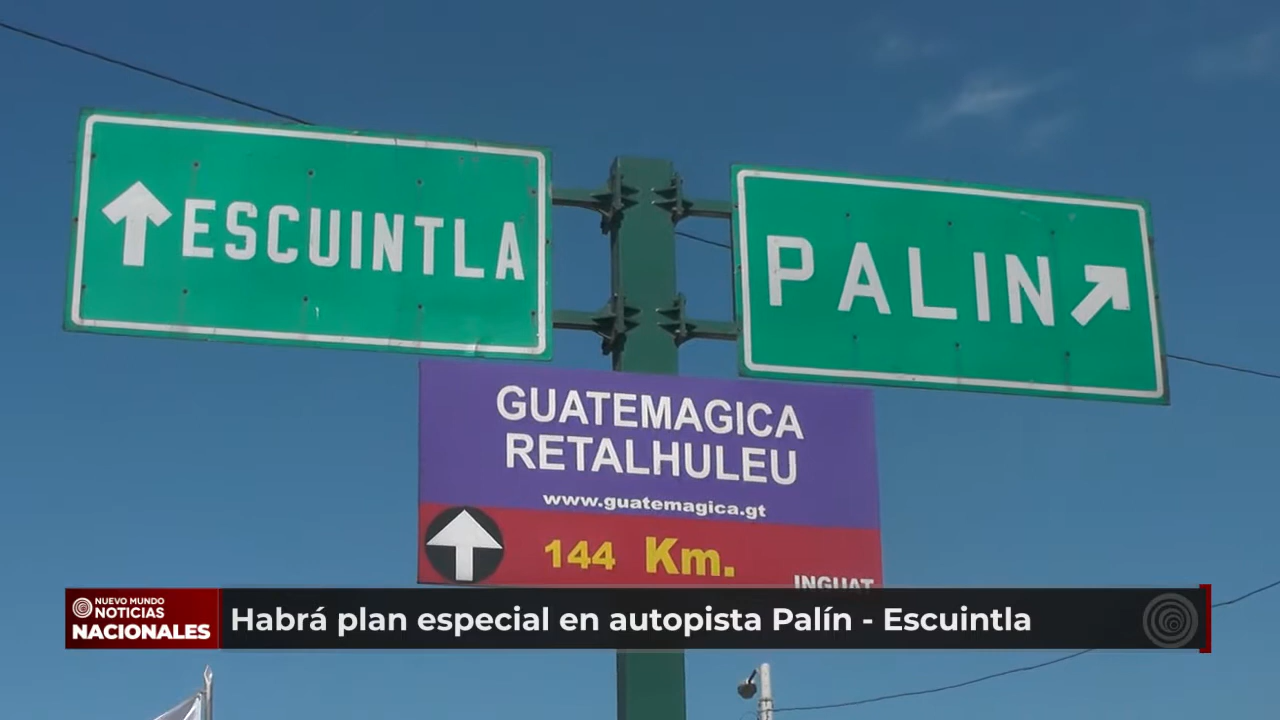 ESCUINTLA
PALIN
GUATEMAGICA
RETALHULEU
www.guatemagica.gt
144 Km.
INGUAT
NUEVO MUNDO
NOTICIAS
NACIONALES
Habrá plan especial en autopista Palín - Escuintla